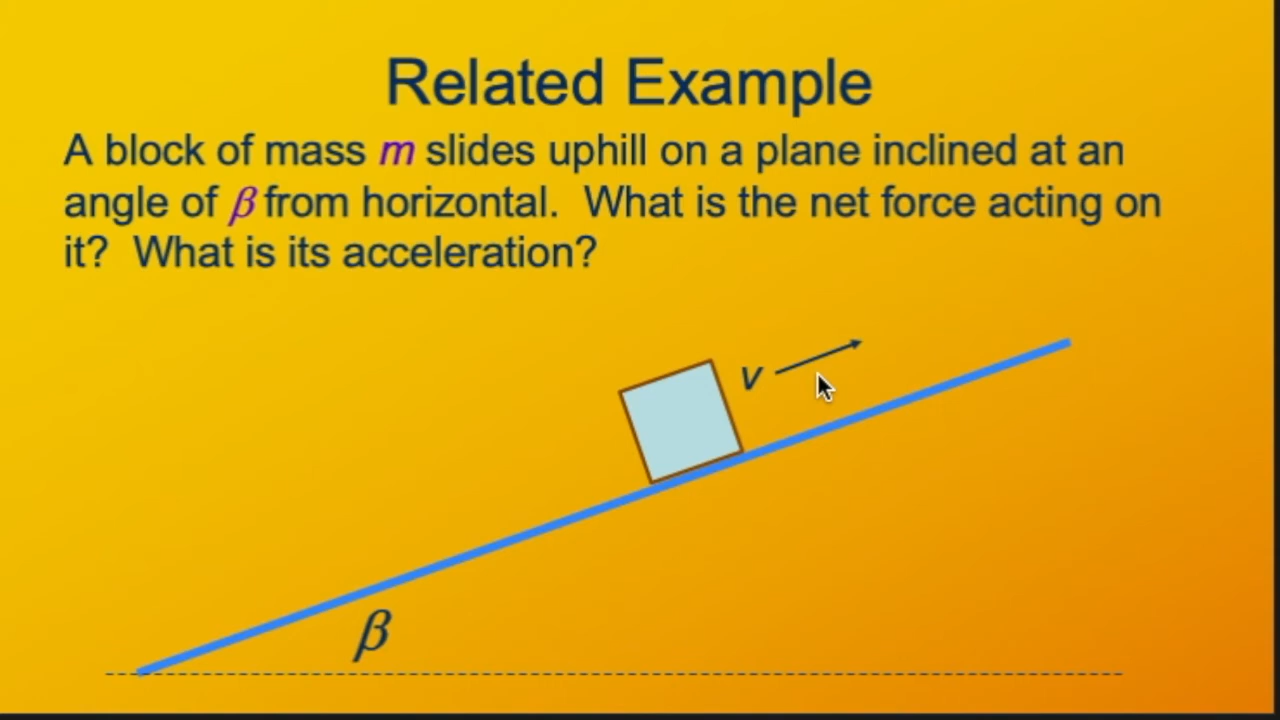 Related Example
A block of mass m slides uphill on a plane inclined at an
angle of β from horizontal. What is the net force acting on
it? What is its acceleration?
v
β